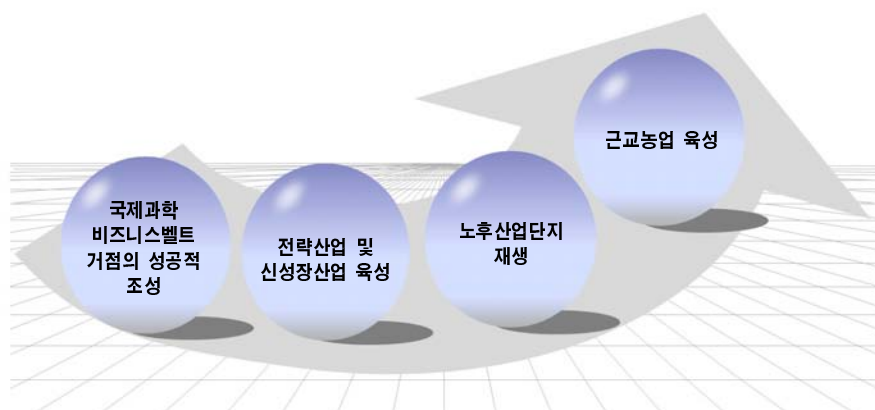 국제과학
비즈니스벨트
거점의 성공적
조성
전략산업 및
신성장산업 육성
노후산업단지
재생
근교농업 육성